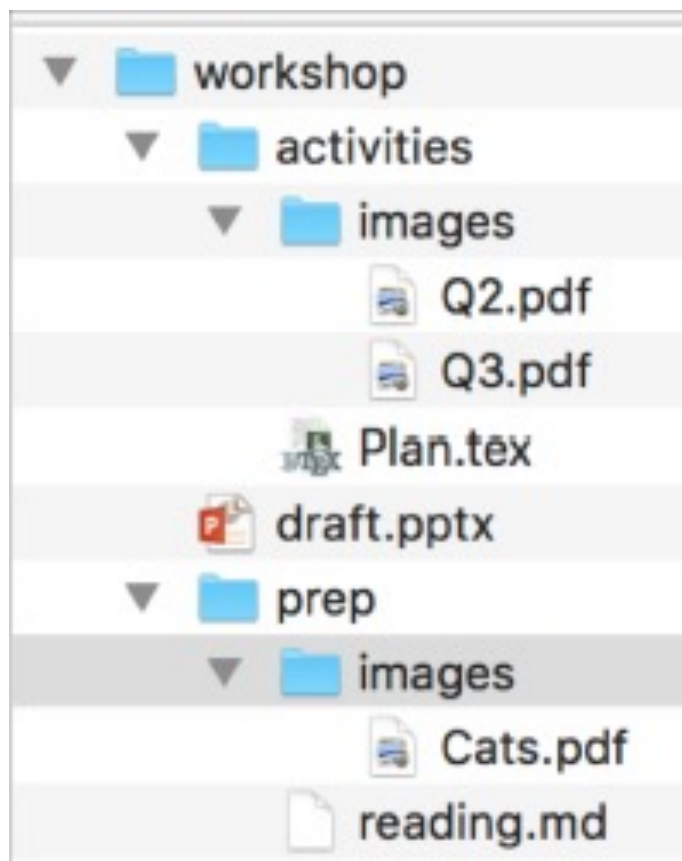 workshop
activities
images
Q2.pdf
Q3.pdf
Plan.tex
draft.pptx
prep
images
Cats.pdf
reading.md